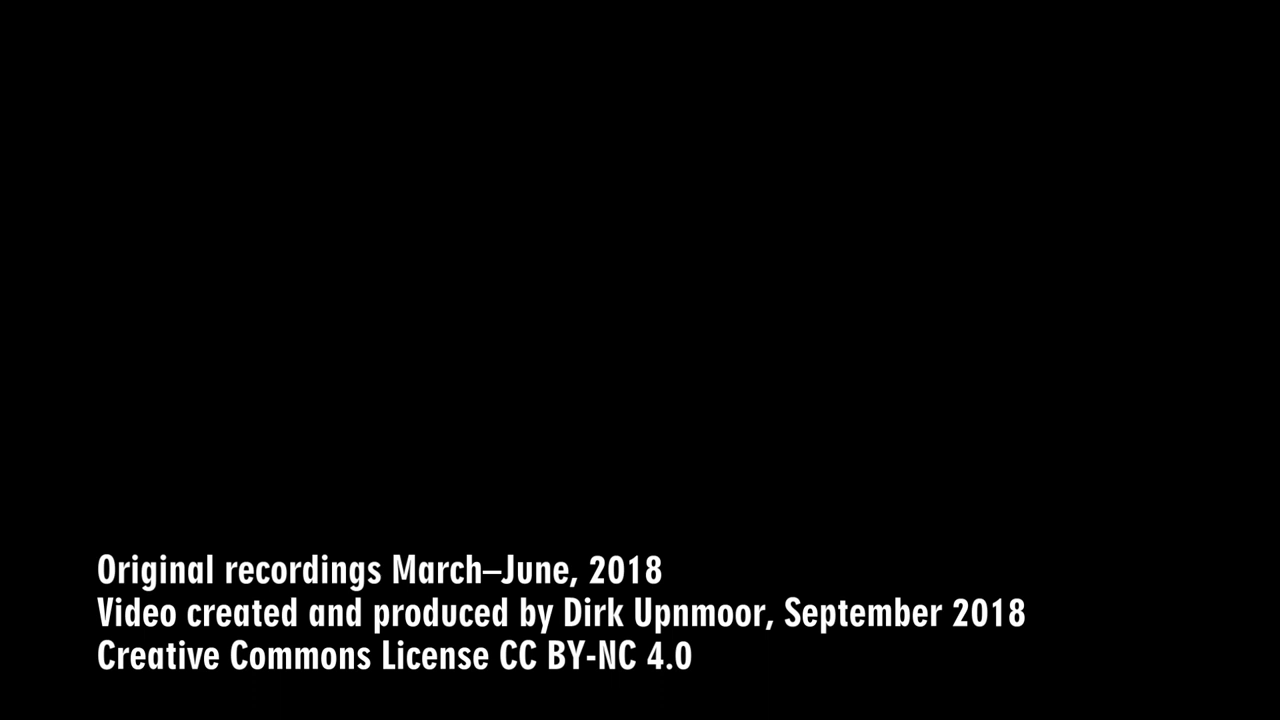 Original recordings March–June, 2018
Video created and produced by Dirk Upnmoor, September 2018
Creative Commons License CC BY-NC 4.0